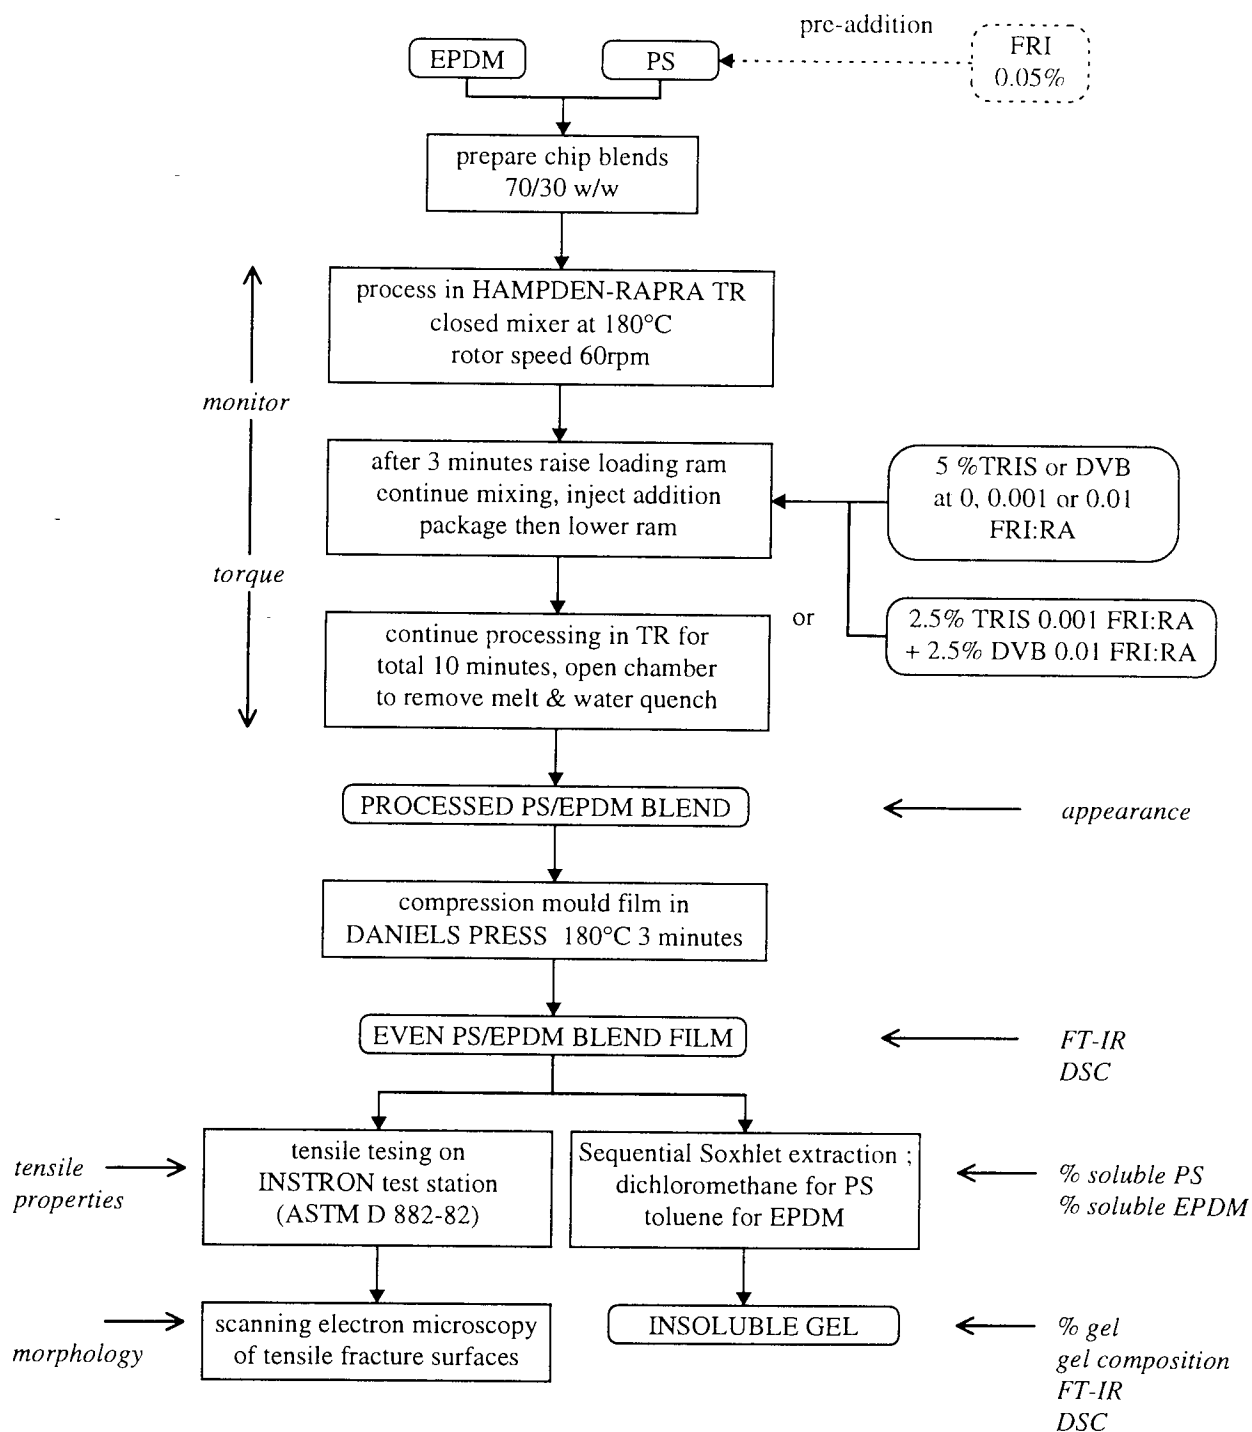 pre-addition
EPDM
PS
FRI
0.05%
prepare chip blends
70/30 w/w
process in HAMPDEN-RAPRA TR
closed mixer at 180°C
rotor speed 60rpm
monitor
after 3 minutes raise loading ram
continue mixing, inject addition
package then lower ram
5 %TRIS or DVB
at 0, 0.001 or 0.01
FRI:RA
torque
or
continue processing in TR for
total 10 minutes, open chamber
to remove melt & water quench
2.5% TRIS 0.001 FRI:RA
+ 2.5% DVB 0.01 FRI:RA
PROCESSED PS/EPDM BLEND
appearance
compression mould film in
DANIELS PRESS 180°C 3 minutes
EVEN PS/EPDM BLEND FILM
FT-IR
DSC
tensile
properties
tensile tesing on
INSTRON test station
(ASTM D 882-82)
Sequential Soxhlet extraction ;
dichloromethane for PS
toluene for EPDM
% soluble PS
% soluble EPDM
morphology
scanning electron microscopy
of tensile fracture surfaces
INSOLUBLE GEL
% gel
gel composition
FT-IR
DSC